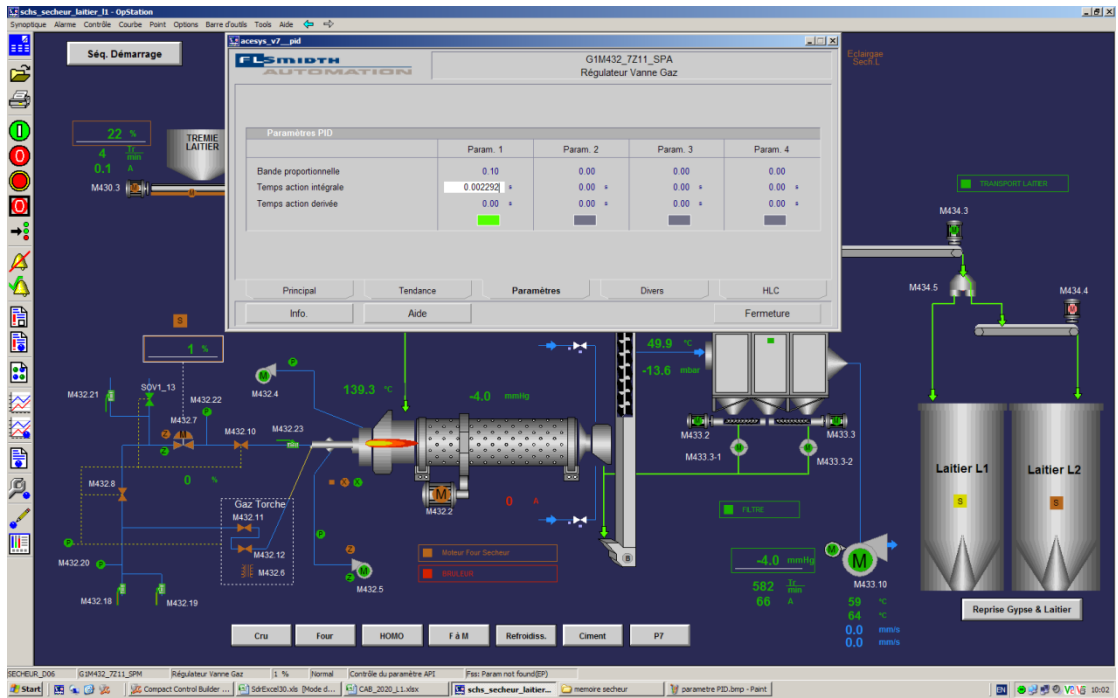 schs_secheur_laitier_l1 - OpStation
Synoptique Alarme Contrôle Courbe Point Options Barre d'outils Tools Aide
Séq. Démarrage
acesys_v7__pid
FLSMIDTH
AUTOMATION
G1M432_7Z11_SPA
Régulateur Vanne Gaz
Eclairgae
Sech.L
Paramètres PID
Param. 1 Param. 2 Param. 3 Param. 4
Bande proportionnelle 0.10 0.00 0.00 0.00
Temps action intégrale 0.002292 s 0.00 s 0.00 s 0.00 s
Temps action derivée 0.00 s 0.00 s 0.00 s 0.00 s
Principal Tendance Paramètres Divers HLC
Info. Aide Fermeture
22 %
4 Tr/min
0.1 A
TREMIE
LAITIER
M430.3
TRANSPORT LAITIER
M434.3
M434.5
M434.4
S
1 %
49.9 °C
-13.6 mbar
M432.21
SOV1_13
M432.22
M432.7
M432.10
M432.4
M432.23
139.3 °C
-4.0 mmHg
M433.2
M433.3
M433.3-1
M433.3-2
M432.8
0 %
Gaz Torche
M432.11
M432.12
M432.6
M432.2
0 A
Laitier L1
Laitier L2
S
S
FILTRE
Moteur Four Secheur
BRULEUR
M432.20
M432.18
M432.19
M432.5
-4.0 mmHg
582 Tr/min
66 A
M433.10
59 °C
64 °C
0.0 mm/s
0.0 mm/s
Reprise Gypse & Laitier
Cru Four HOMO F à M Refroidiss. Ciment P7
SECHEUR_D06 G1M432_7Z11_SPM Régulateur Vanne Gaz 1 % Normal Contrôle du paramètre API Fss: Param not found(EP)
Start Compact Control Builder ... SdrExcel30.xls [Mode d... CAB_2020_L1.xlsx schs_secheur_laitier... memoire secheur parametre PID.bmp - Paint EN 10:02